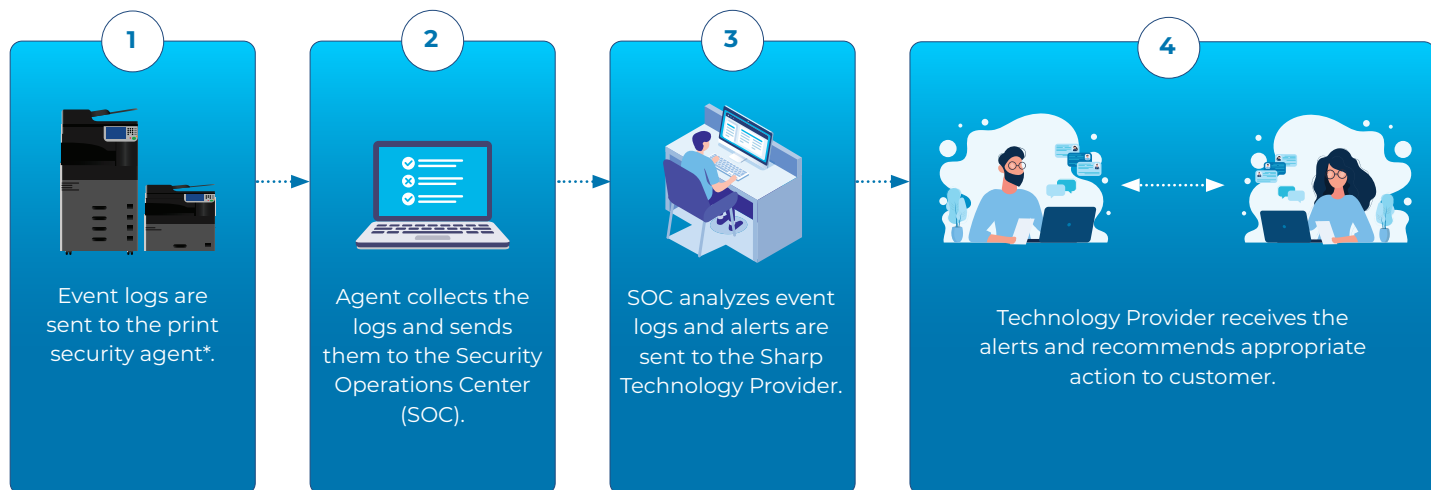 1
Event logs are
sent to the print
security agent*.
2
Agent collects the
logs and sends
them to the Security
Operations Center
(SOC).
3
SOC analyzes event
logs and alerts are
sent to the Sharp
Technology Provider.
4
Technology Provider receives the
alerts and recommends appropriate
action to customer.